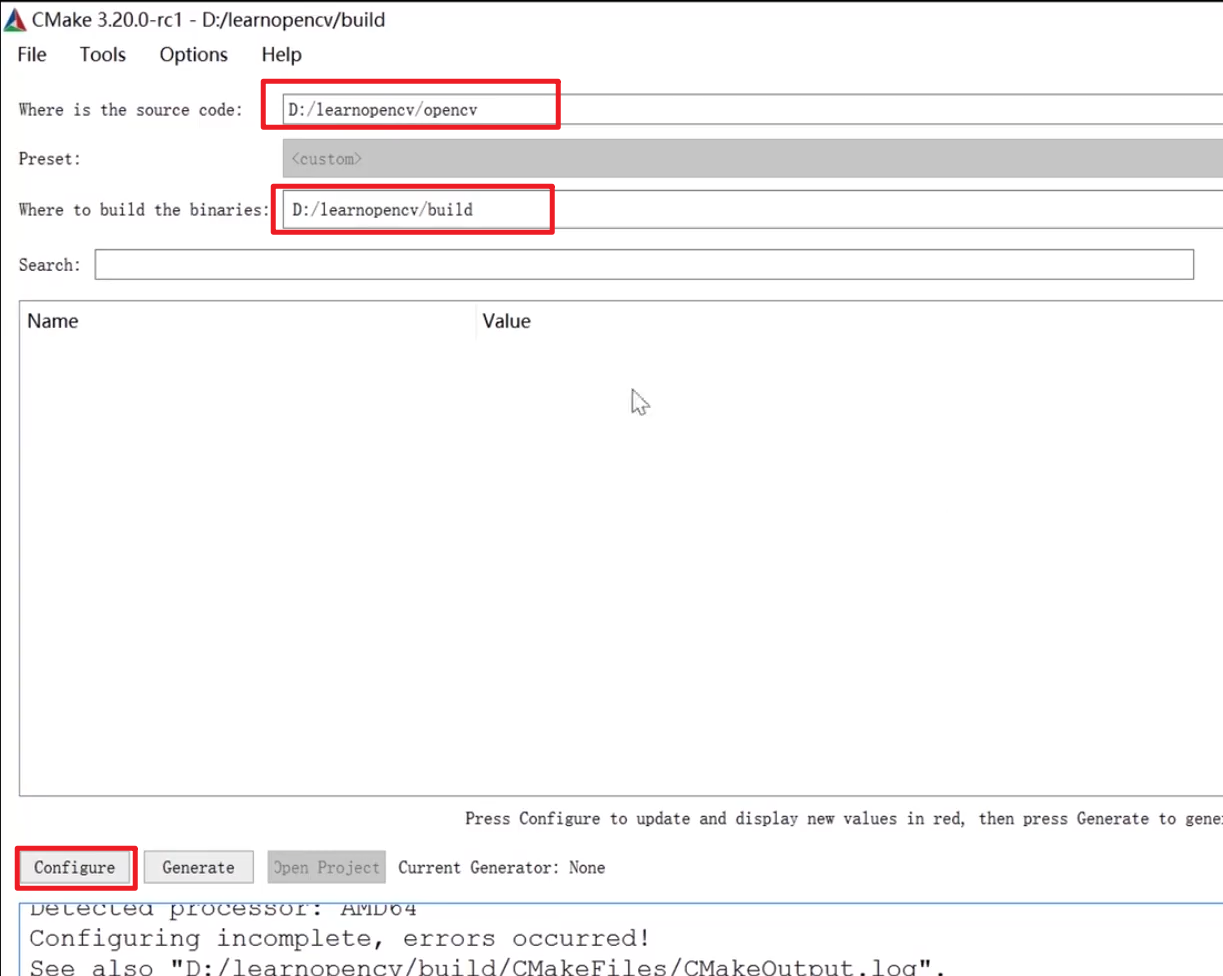 CMake 3.20.0-rc1 - D:/learnopencv/build
File Tools Options Help
Where is the source code: D:/learnopencv/opencv
Preset: <custom>
Where to build the binaries: D:/learnopencv/build
Search:
Name Value
Press Configure to update and display new values in red, then press Generate to
Configure Generate Open Project Current Generator: None
Detected processor: AMD64
Configuring incomplete, errors occurred!
See also "D:/learnopencv/build/CMakeFiles/CMakeOutput.log".